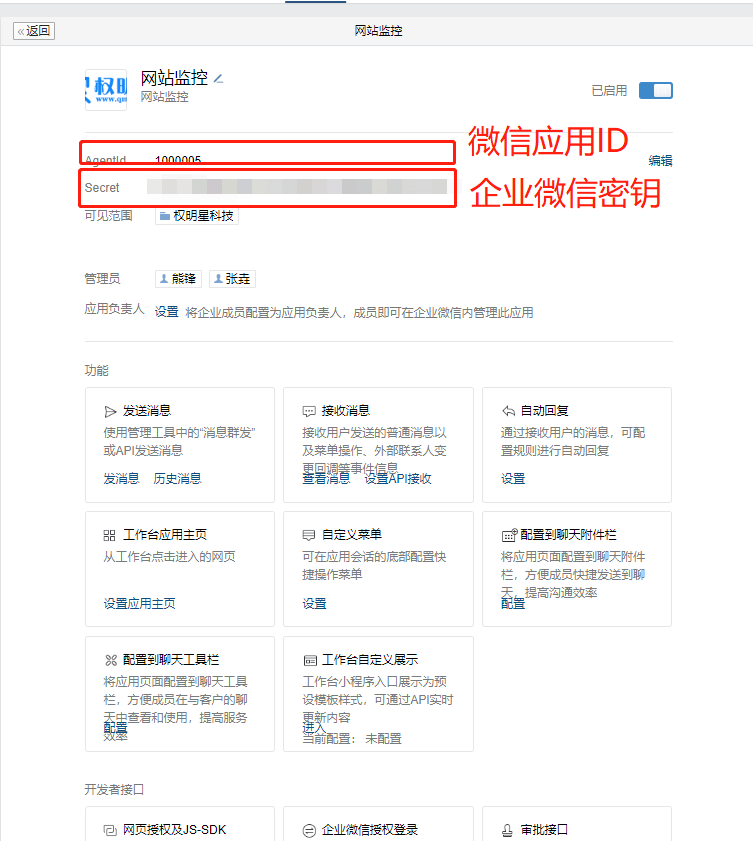 «返回
网站监控
权明
www.qm
网站监控
网站监控
已启用
AgentId 1000005
微信应用ID
编辑
Secret
企业微信密钥
可见范围 权明星科技
管理员 熊锋 张垚
应用负责人 设置 将企业成员配置为应用负责人，成员即可在企业微信内管理此应用
功能
发送消息
使用管理工具中的“消息群发”
或API发送消息
发消息 历史消息
接收消息
接收用户发送的普通消息以
及菜单操作、外部联系人变
更回调等事件信息
查看消息 设置API接收
自动回复
通过接收用户的消息，可配
置规则进行自动回复
设置
工作台应用主页
从工作台点击进入的网页
设置应用主页
自定义菜单
可在应用会话的底部配置快
捷操作菜单
设置
配置到聊天附件栏
将应用页面配置到聊天附件
栏，方便成员快捷发送到聊
天，提高沟通效率
配置
配置到聊天工具栏
将应用页面配置到聊天工具
栏，方便成员在与客户的聊
天中查看和使用，提高服务
效率
配置
工作台自定义展示
工作台小程序入口展示为预
设模板样式，可通过API实时
更新内容
进入
当前配置： 未配置
开发者接口
网页授权及JS-SDK
企业微信授权登录
审批接口